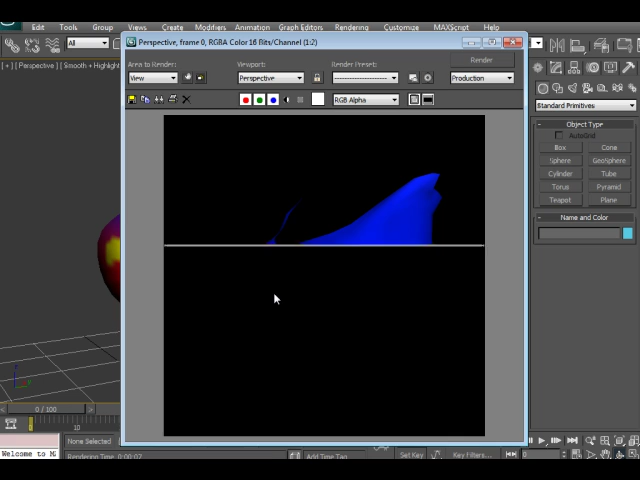 Edit Tools Group Views Create Modifiers Animation Graph Editors Rendering Customize MAXScript Help
All
Perspective, frame 0, RGBA Color 16 Bits/Channel (1:2)
[ + ] [ Perspective ] [ Smooth + Highlight
Area to Render: Viewport: Render Preset: Render
View Perspective Production
RGB Alpha
Standard Primitives
Object Type
AutoGrid
Box Cone
Sphere GeoSphere
Cylinder Tube
Torus Pyramid
Teapot Plane
Name and Color
0 / 100
0 10
None Selected
Welcome to M
Rendering Time 0:00:02
Add Time Tag
Set Key Key Filters...
0